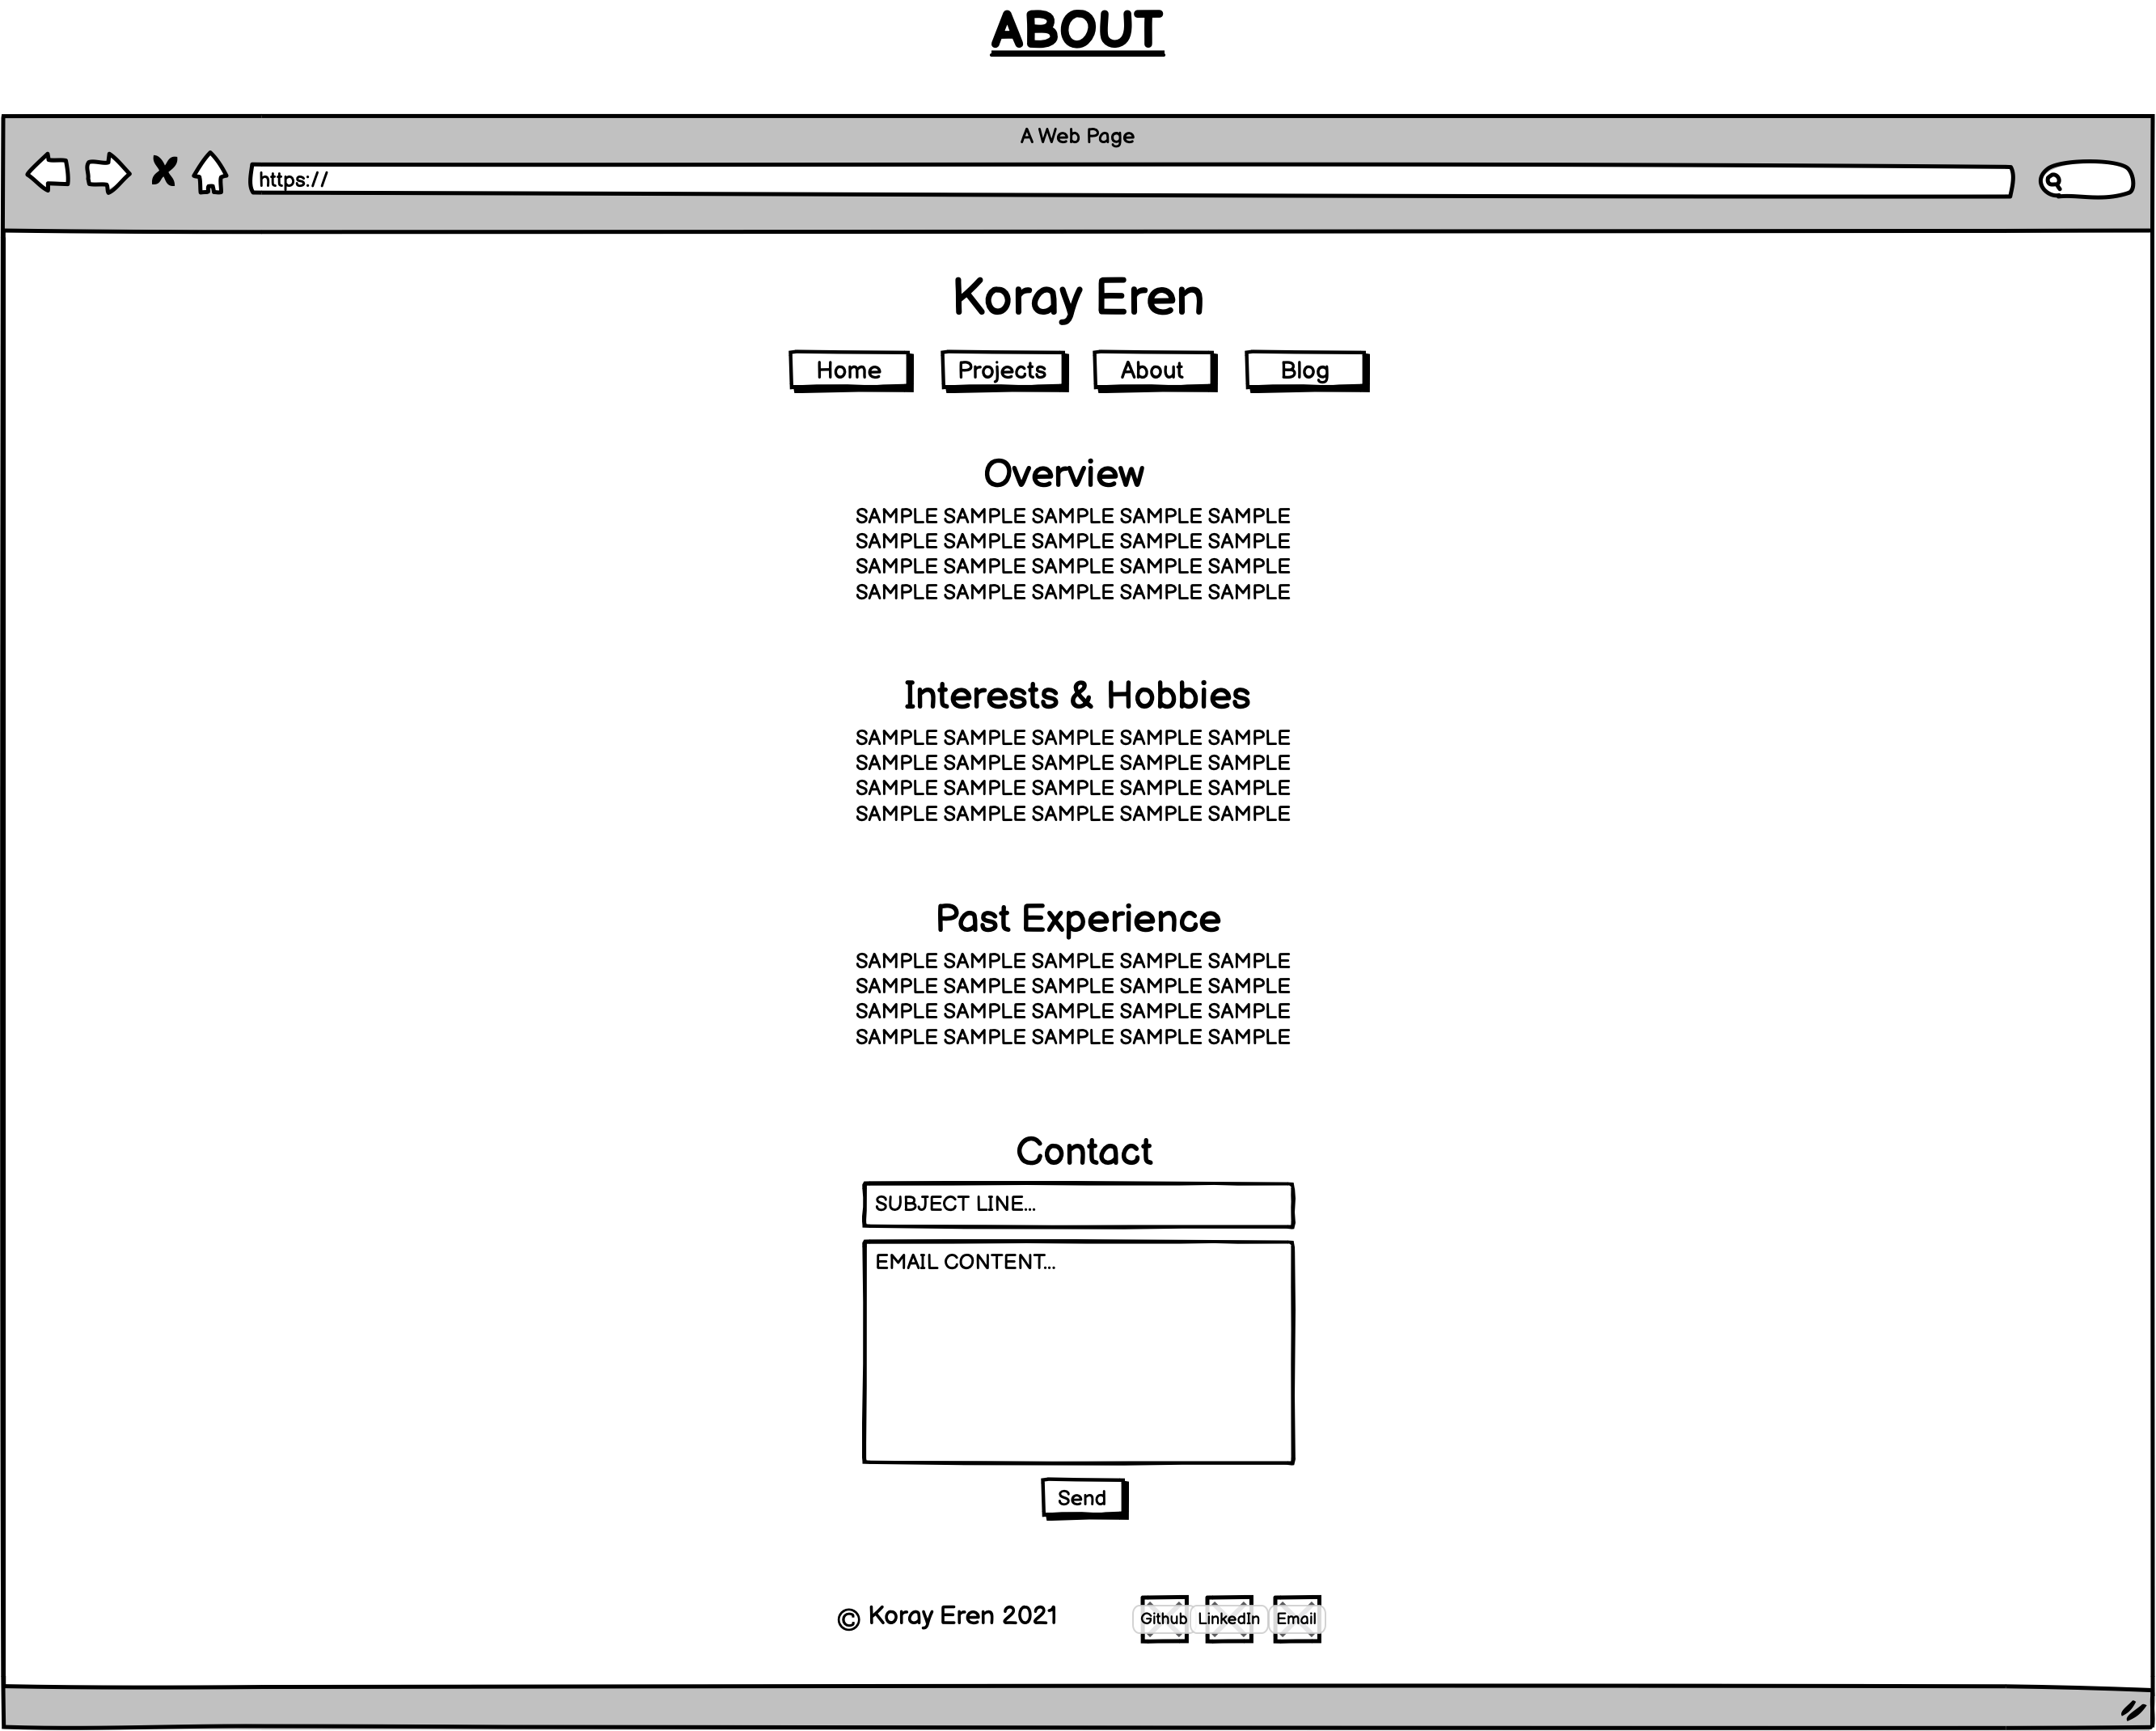 ABOUT
A Web Page
https://
Koray Eren
Home Projects About Blog
Overview
SAMPLE SAMPLE SAMPLE SAMPLE SAMPLE
SAMPLE SAMPLE SAMPLE SAMPLE SAMPLE
SAMPLE SAMPLE SAMPLE SAMPLE SAMPLE
SAMPLE SAMPLE SAMPLE SAMPLE SAMPLE
Interests & Hobbies
SAMPLE SAMPLE SAMPLE SAMPLE SAMPLE
SAMPLE SAMPLE SAMPLE SAMPLE SAMPLE
SAMPLE SAMPLE SAMPLE SAMPLE SAMPLE
SAMPLE SAMPLE SAMPLE SAMPLE SAMPLE
Past Experience
SAMPLE SAMPLE SAMPLE SAMPLE SAMPLE
SAMPLE SAMPLE SAMPLE SAMPLE SAMPLE
SAMPLE SAMPLE SAMPLE SAMPLE SAMPLE
SAMPLE SAMPLE SAMPLE SAMPLE SAMPLE
Contact
SUBJECT LINE...
EMAIL CONTENT...
Send
© Koray Eren 2021 Github LinkedIn Email